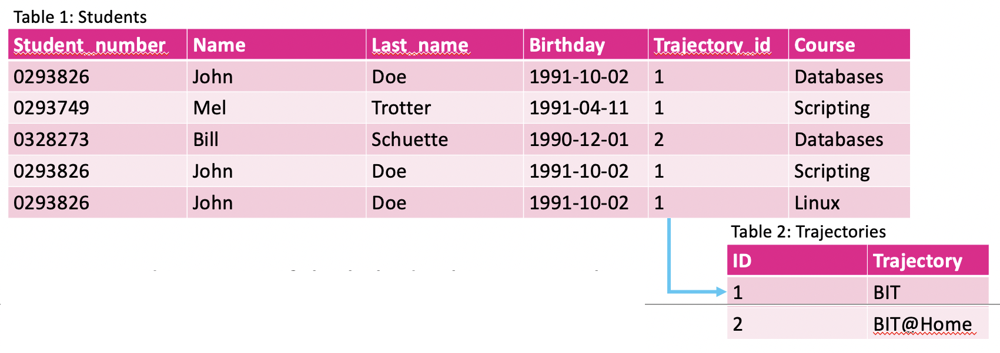 Table 1: Students
Student_number Name Last_name Birthday Trajectory_id Course
0293826 John Doe 1991-10-02 1 Databases
0293749 Mel Trotter 1991-04-11 1 Scripting
0328273 Bill Schuette 1990-12-01 2 Databases
0293826 John Doe 1991-10-02 1 Scripting
0293826 John Doe 1991-10-02 1 Linux
Table 2: Trajectories
ID Trajectory
1 BIT
2 BIT@Home